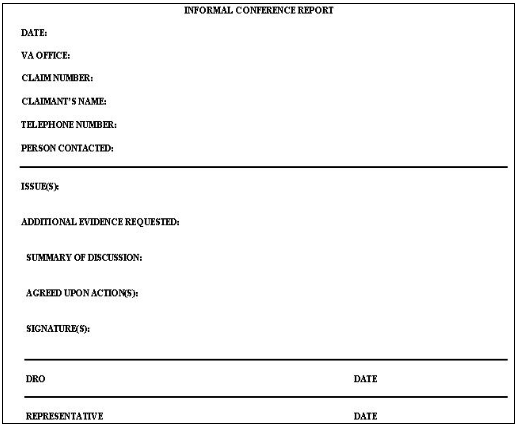 INFORMAL CONFERENCE REPORT
DATE:
VA OFFICE:
CLAIM NUMBER:
CLAIMANT'S NAME:
TELEPHONE NUMBER:
PERSON CONTACTED:
ISSUE(S):
ADDITIONAL EVIDENCE REQUESTED:
SUMMARY OF DISCUSSION:
AGREED UPON ACTION(S):
SIGNATURE(S):
DRO DATE
REPRESENTATIVE DATE